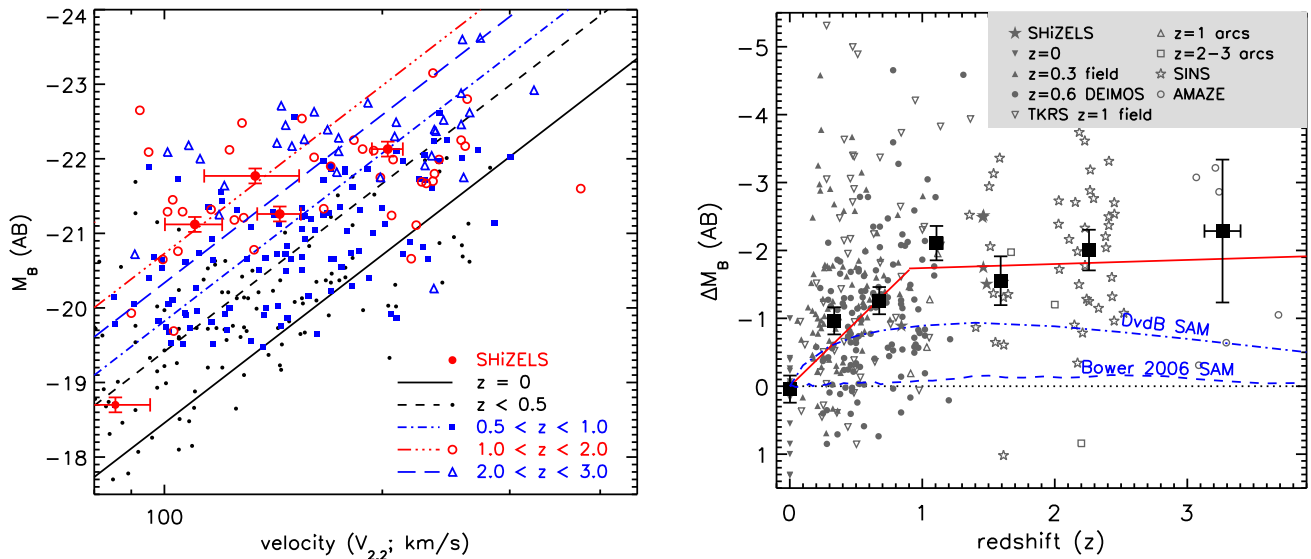 -24
-23
-22
-21
-20
-19
-18
M_B (AB)
100
velocity (V_2.2; km/s)
SHiZELS
z = 0
z < 0.5
0.5 < z < 1.0
1.0 < z < 2.0
2.0 < z < 3.0
-5
-4
-3
-2
-1
0
1
ΔM_B (AB)
0 1 2 3
redshift (z)
SHiZELS
z=0
z=0.3 field
z=0.6 DEIMOS
TKRS z=1 field
z=1 arcs
z=2-3 arcs
SINS
AMAZE
DvdB SAM
Bower 2006 SAM